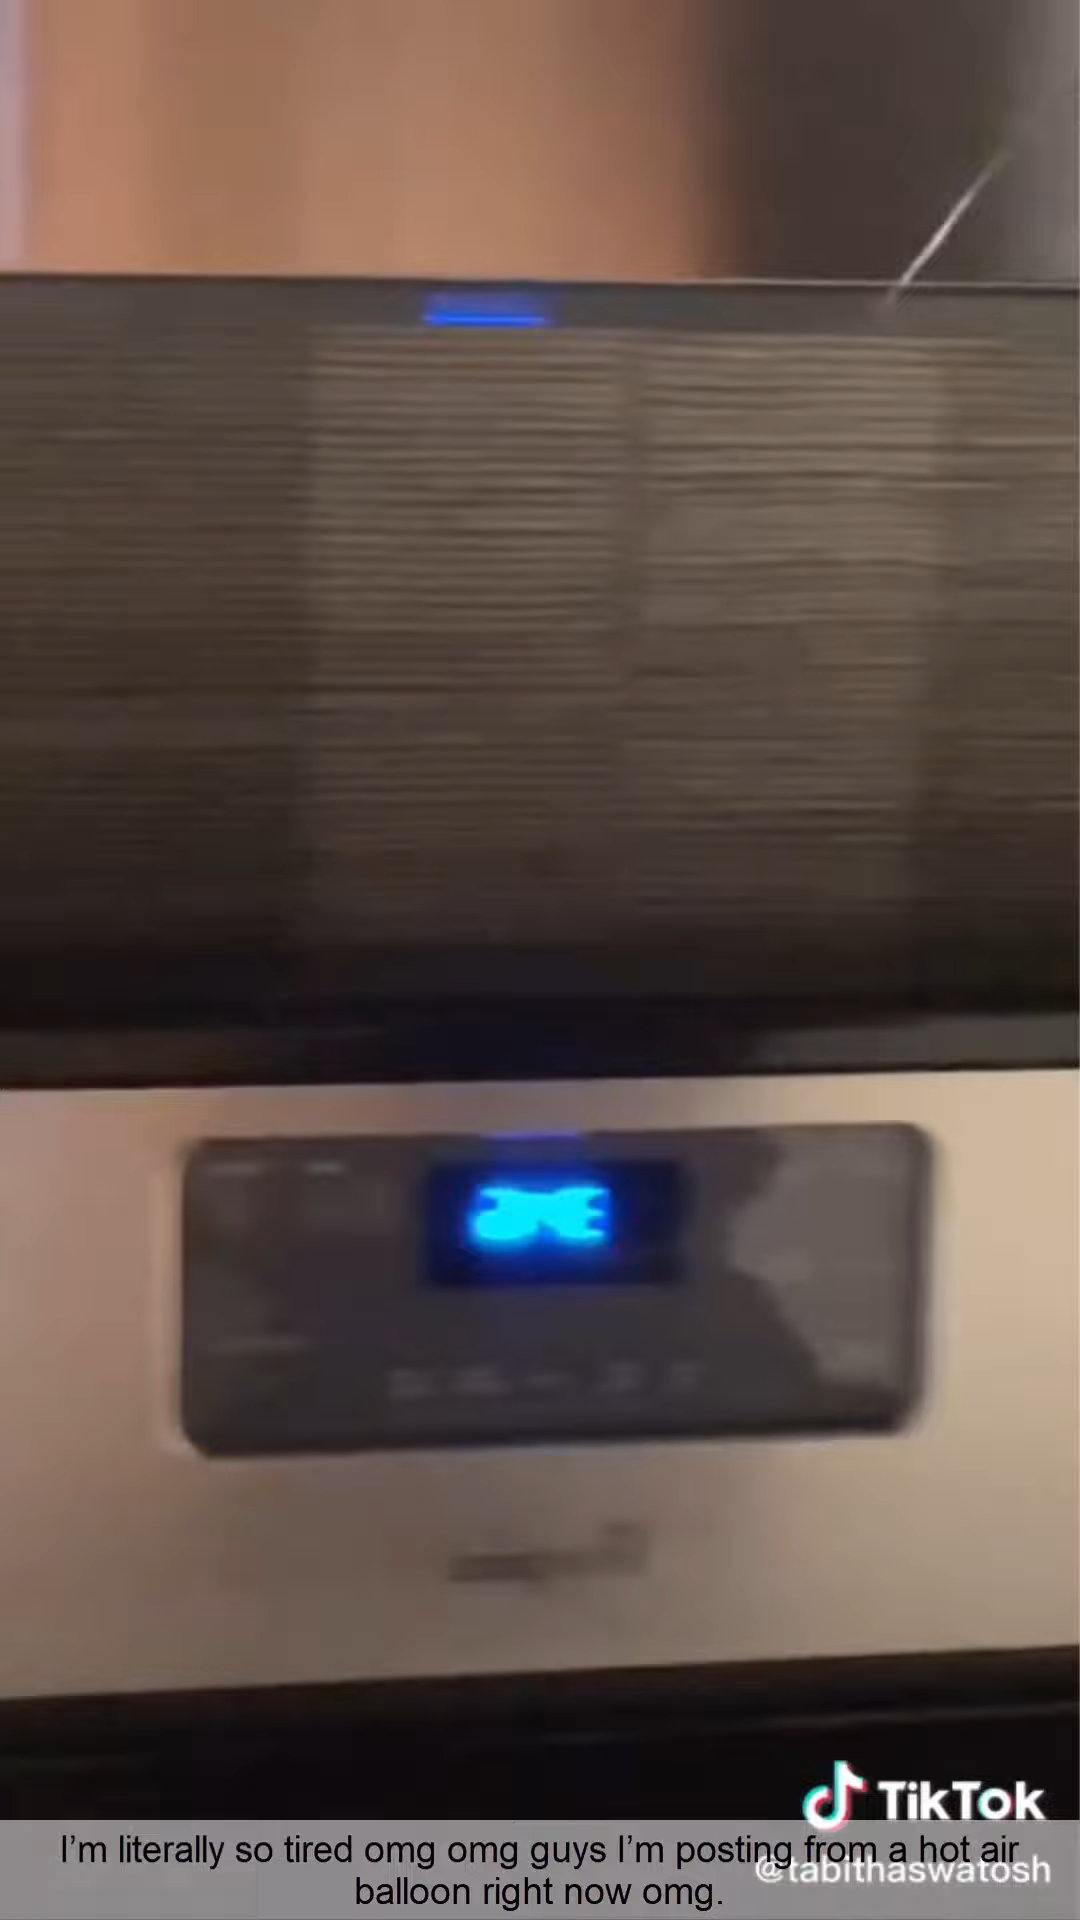 TikTok
I’m literally so tired omg omg guys I’m posting from a hot air
@tabithaswatosh
balloon right now omg.